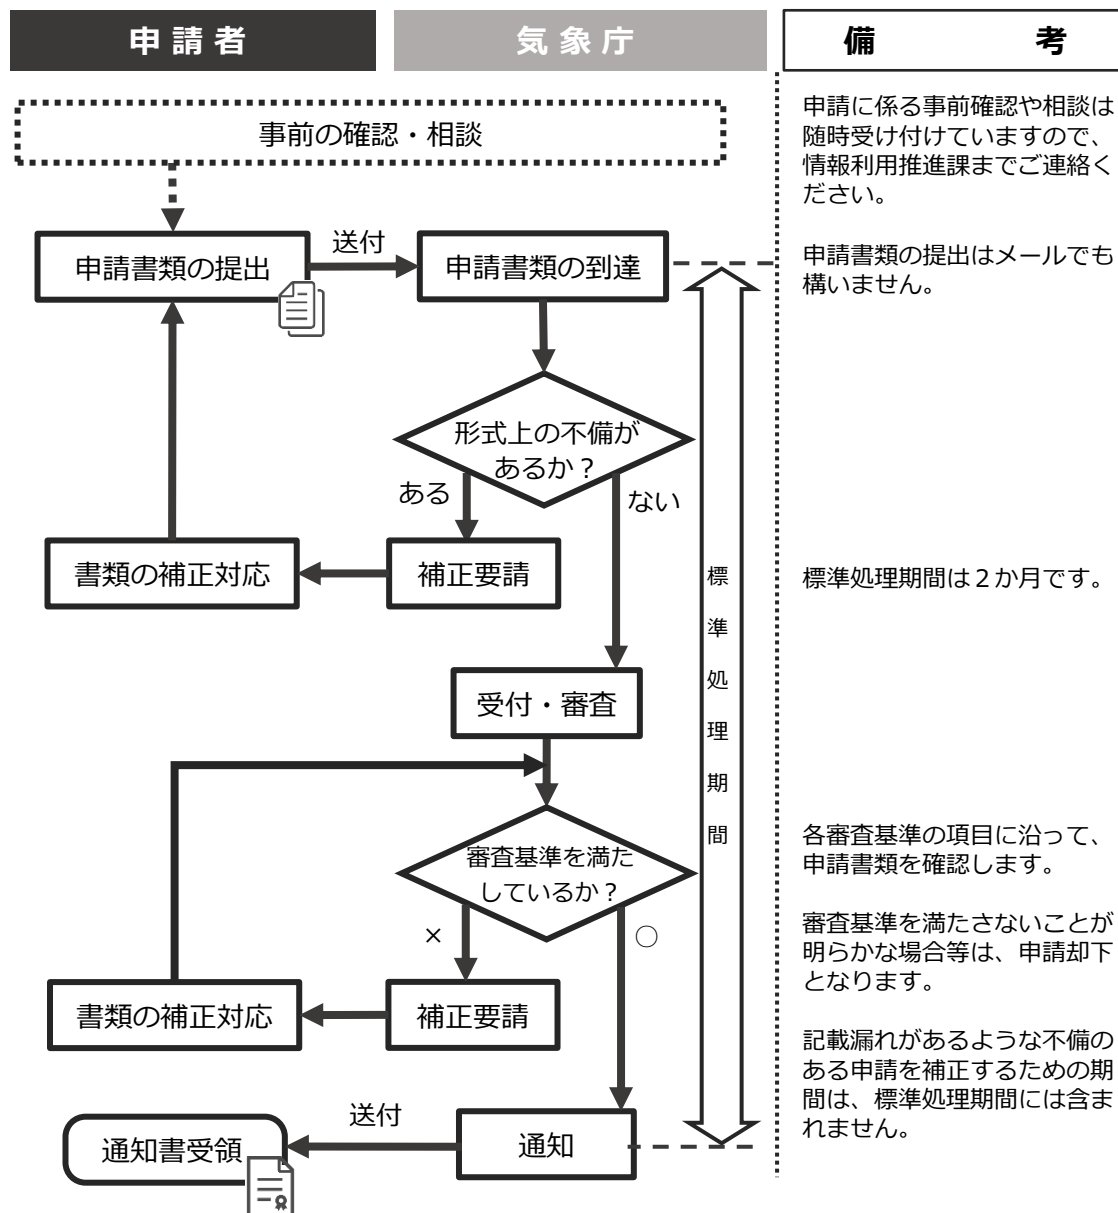 申請者
気象庁
備考
事前の確認・相談
申請に係る事前確認や相談は
随時受け付けていますので、
情報利用推進課までご連絡く
ださい。
申請書類の提出
送付
申請書類の到達
申請書類の提出はメールでも
構いません。
形式上の不備が
あるか？
ある
ない
書類の補正対応
補正要請
標準処理期間
標準処理期間は２か月です。
受付・審査
審査基準を満た
しているか？
各審査基準の項目に沿って、
申請書類を確認します。
×
○
審査基準を満たさないことが
明らかな場合等は、申請却下
となります。
書類の補正対応
補正要請
記載漏れがあるような不備の
ある申請を補正するための期
間は、標準処理期間には含ま
れません。
通知書受領
送付
通知